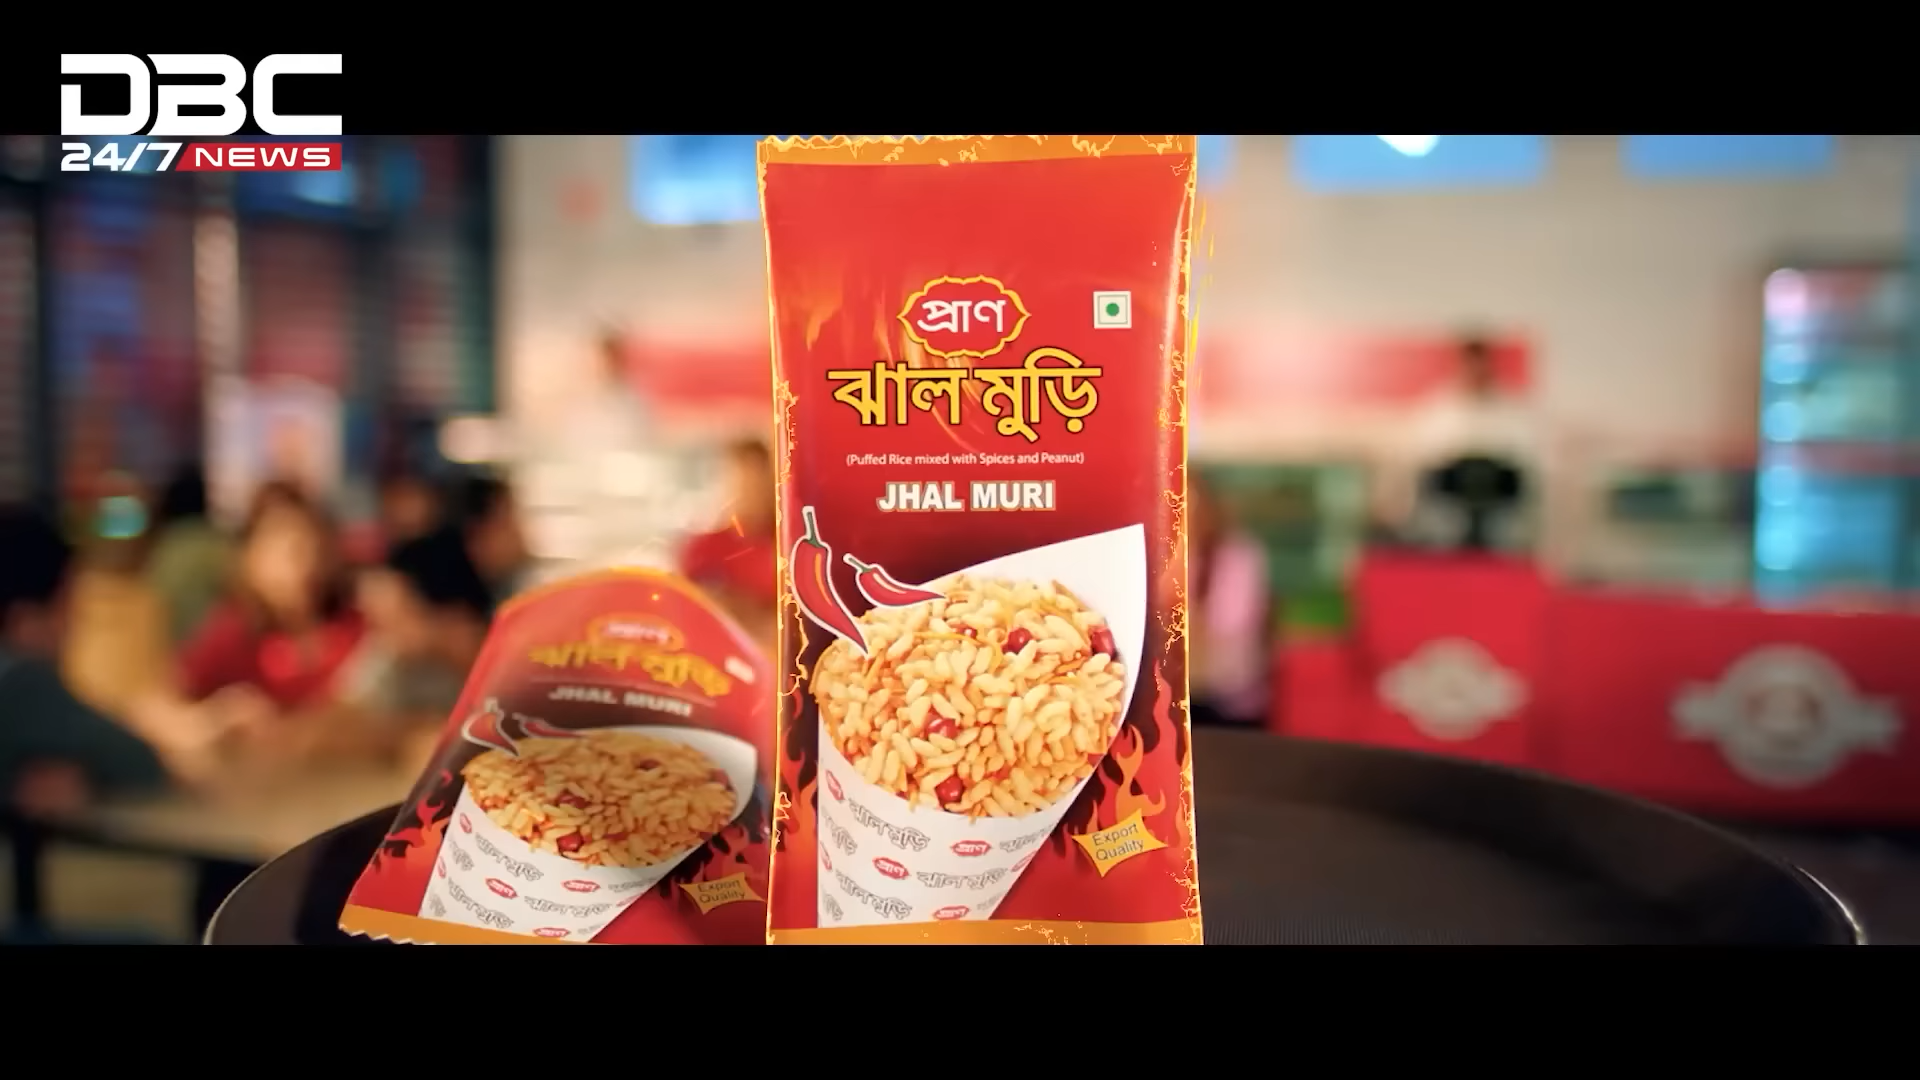 DBC
24/7 NEWS
প্রাণ
ঝাল মুড়ি
(Puffed Rice mixed with Spices and Peanut)
JHAL MURI
Export
Quality
ঝাল মুড়ি
প্রাণ
প্রাণ
ঝাল মুড়ি
ঝাল মুড়ি
প্রাণ
ঝাল মুড়ি
JHAL MURI
Export
Quality
ঝাল মুড়ি
প্রাণ
ঝাল মুড়ি
ঝাল মুড়ি
প্রাণ